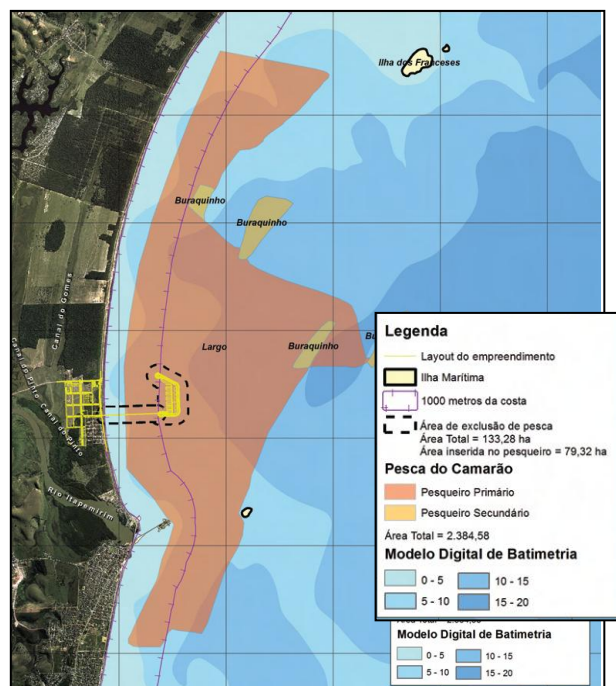 Ilha dos Franceses
Buraquinho
Buraquinho
Canal do Gomes
Largo
Buraquinho
Canal do Pinto
Canal do Pinto
Rio Itapemirim
Legenda
Layout do empreendimento
Ilha Marítima
1000 metros da costa
Área de exclusão de pesca
Área Total = 133,28 ha
Área inserida no pesqueiro = 79,32 ha
Pesca do Camarão
Pesqueiro Primário
Pesqueiro Secundário
Área Total = 2.384,58
Modelo Digital de Batimetria
0 - 5 10 - 15
5 - 10 15 - 20
Modelo Digital de Batimetria
0 - 5 10 - 15
5 - 10 15 - 20